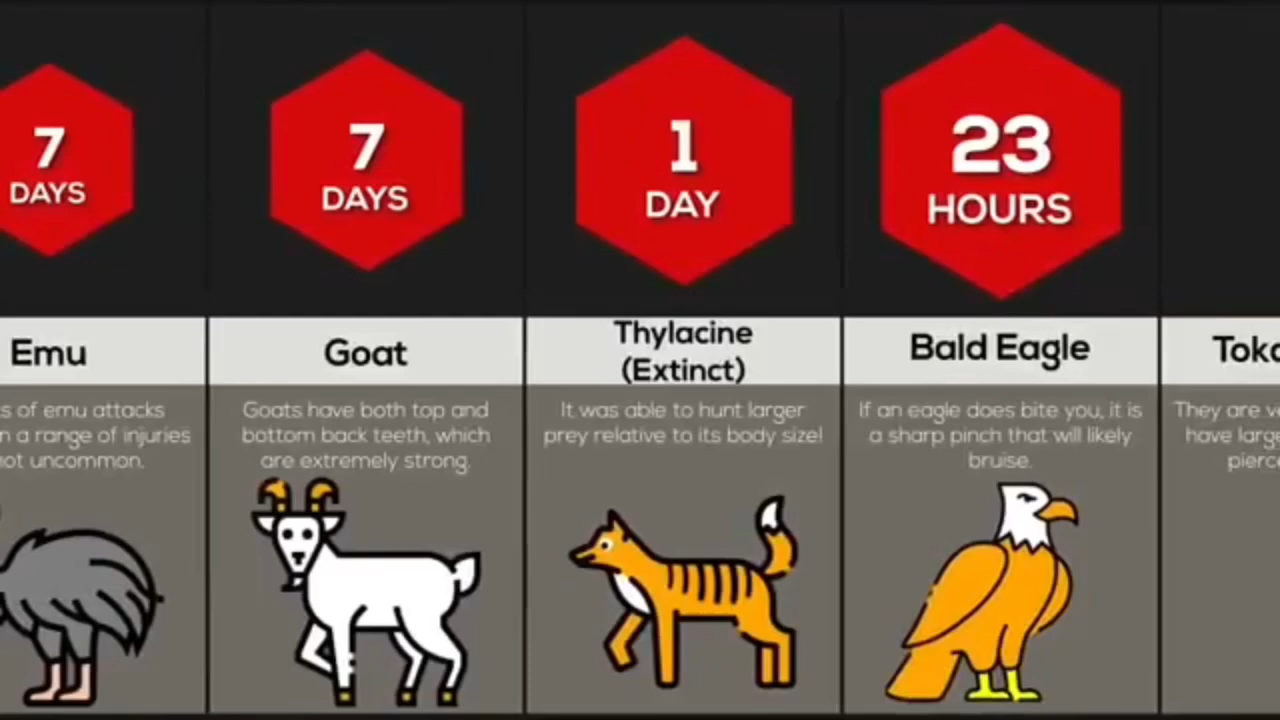 7
DAYS
7
DAYS
1
DAY
23
HOURS
Emu
Goat
Thylacine
(Extinct)
Bald Eagle
of emu attacks
a range of injuries
uncommon.
Goats have both top and
bottom back teeth, which
are extremely strong.
It was able to hunt larger
prey relative to its body size!
If an eagle does bite you, it is
a sharp pinch that will likely
bruise.
They are
have